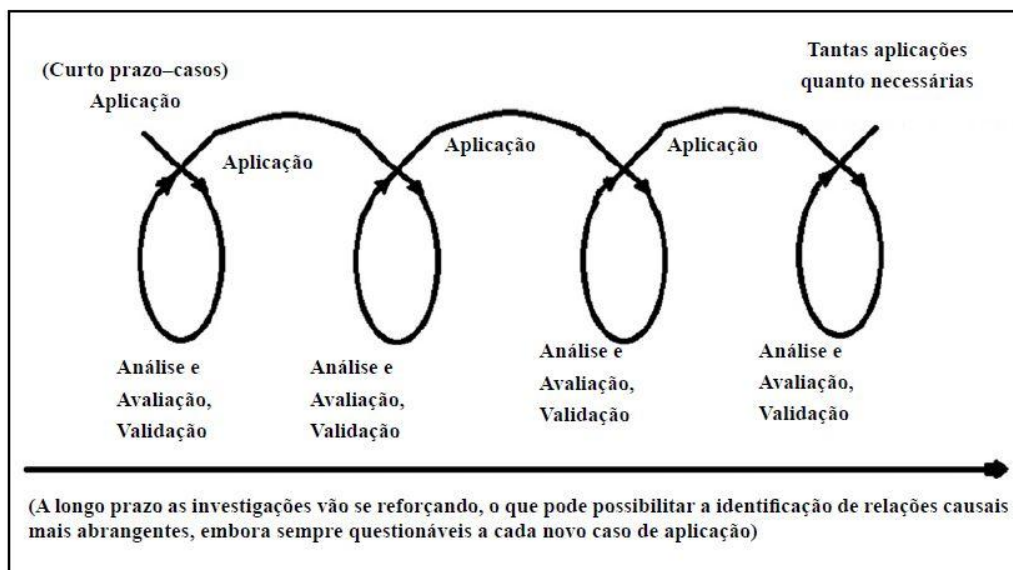 (Curto prazo–casos)
Aplicação
Tantas aplicações
quanto necessárias
Aplicação
Aplicação
Aplicação
Análise e
Avaliação,
Validação
Análise e
Avaliação,
Validação
Análise e
Avaliação,
Validação
Análise e
Avaliação,
Validação
(A longo prazo as investigações vão se reforçando, o que pode possibilitar a identificação de relações causais
mais abrangentes, embora sempre questionáveis a cada novo caso de aplicação)